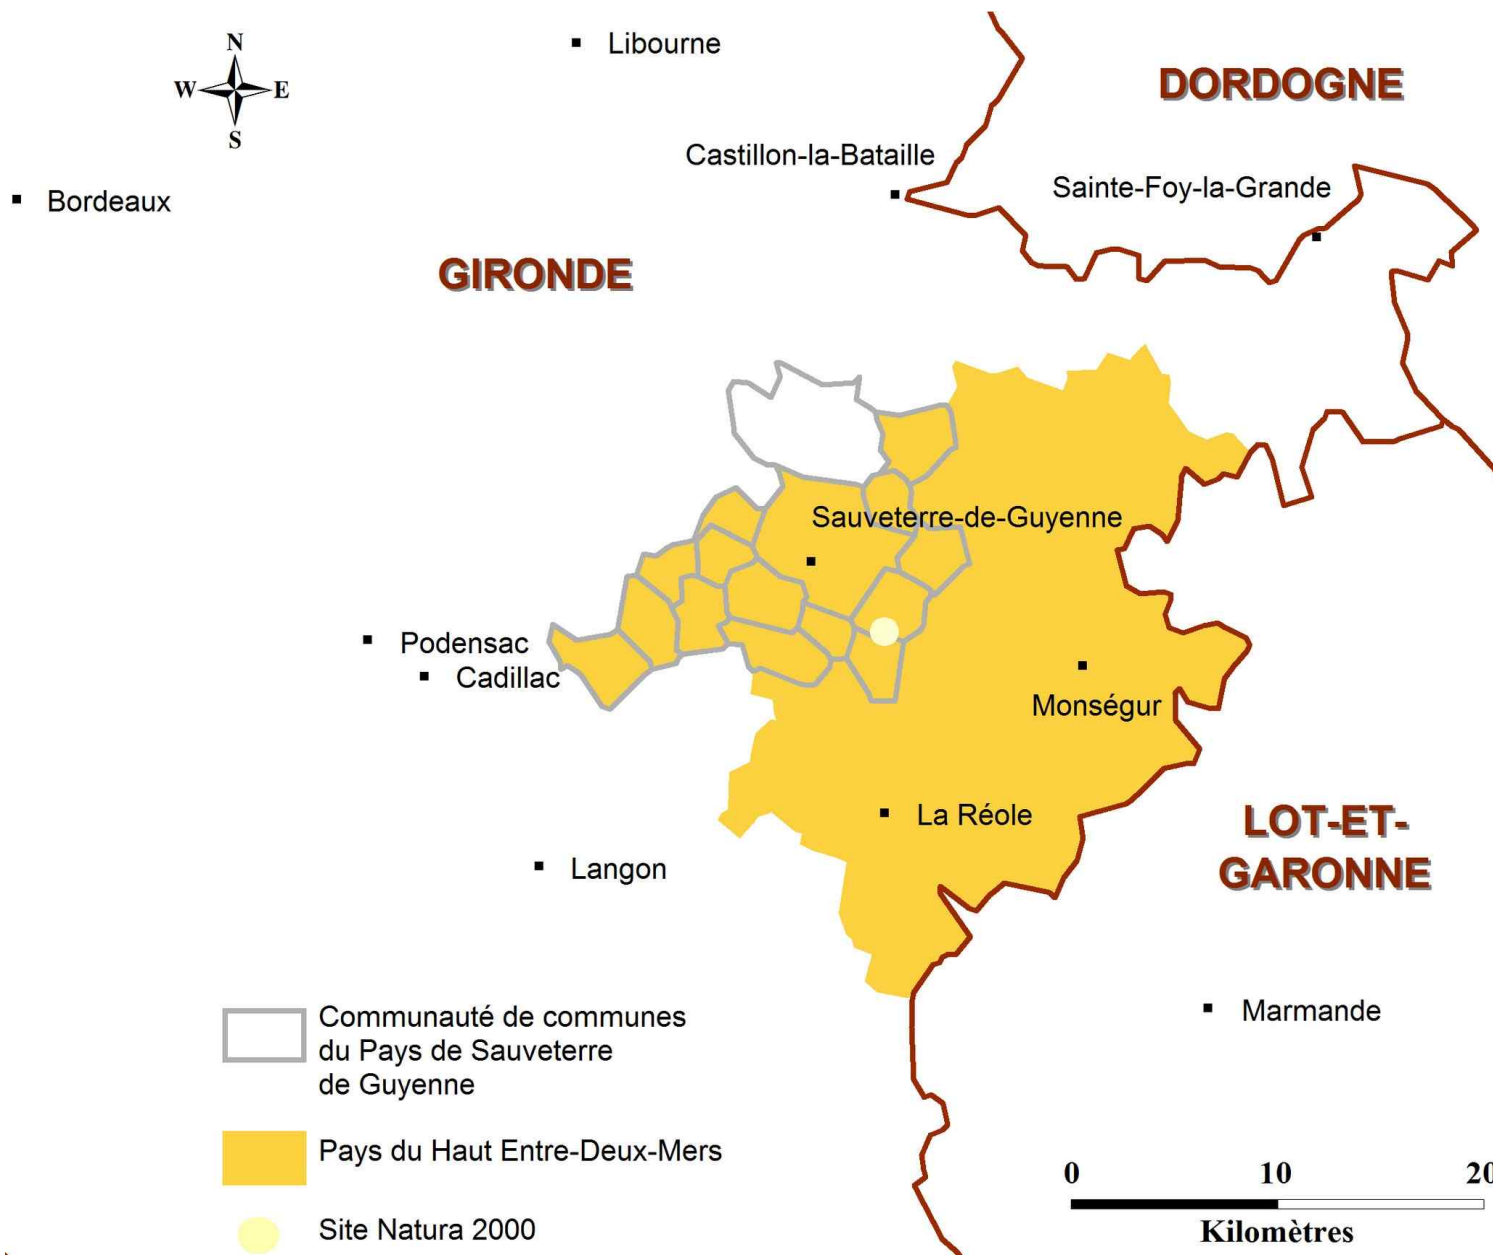 N
W E
S
Libourne
DORDOGNE
Castillon-la-Bataille
Sainte-Foy-la-Grande
Bordeaux
GIRONDE
Sauveterre-de-Guyenne
Podensac
Cadillac
Monségur
La Réole
LOT-ET-
GARONNE
Langon
Marmande
Communauté de communes
du Pays de Sauveterre
de Guyenne
Pays du Haut Entre-Deux-Mers
Site Natura 2000
0 10 20
Kilomètres